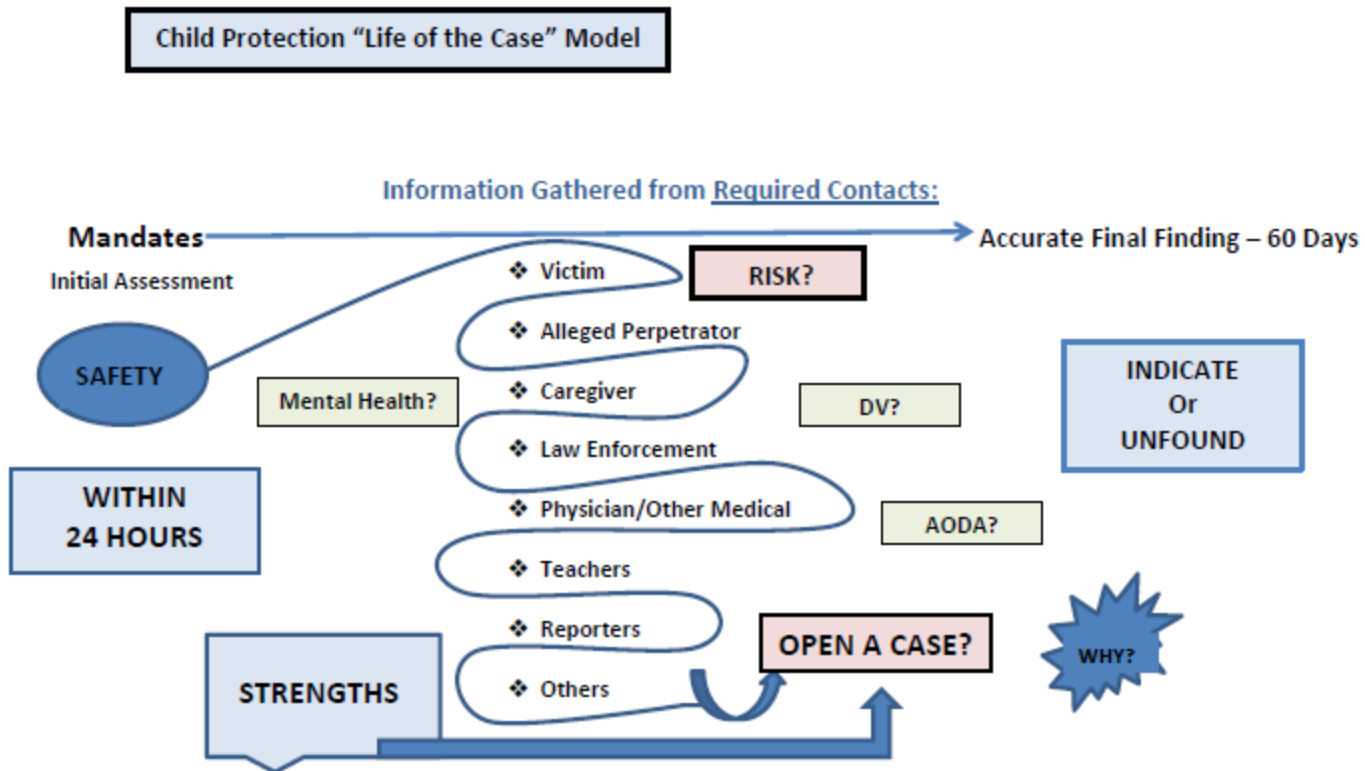 Child Protection “Life of the Case” Model
Information Gathered from Required Contacts:
Mandates
Accurate Final Finding – 60 Days
Initial Assessment
❖ Victim
RISK?
❖ Alleged Perpetrator
SAFETY
INDICATE
Or
UNFOUND
Mental Health?
❖ Caregiver
DV?
❖ Law Enforcement
WITHIN
24 HOURS
❖ Physician/Other Medical
AODA?
❖ Teachers
❖ Reporters
OPEN A CASE?
WHY?
STRENGTHS
❖ Others